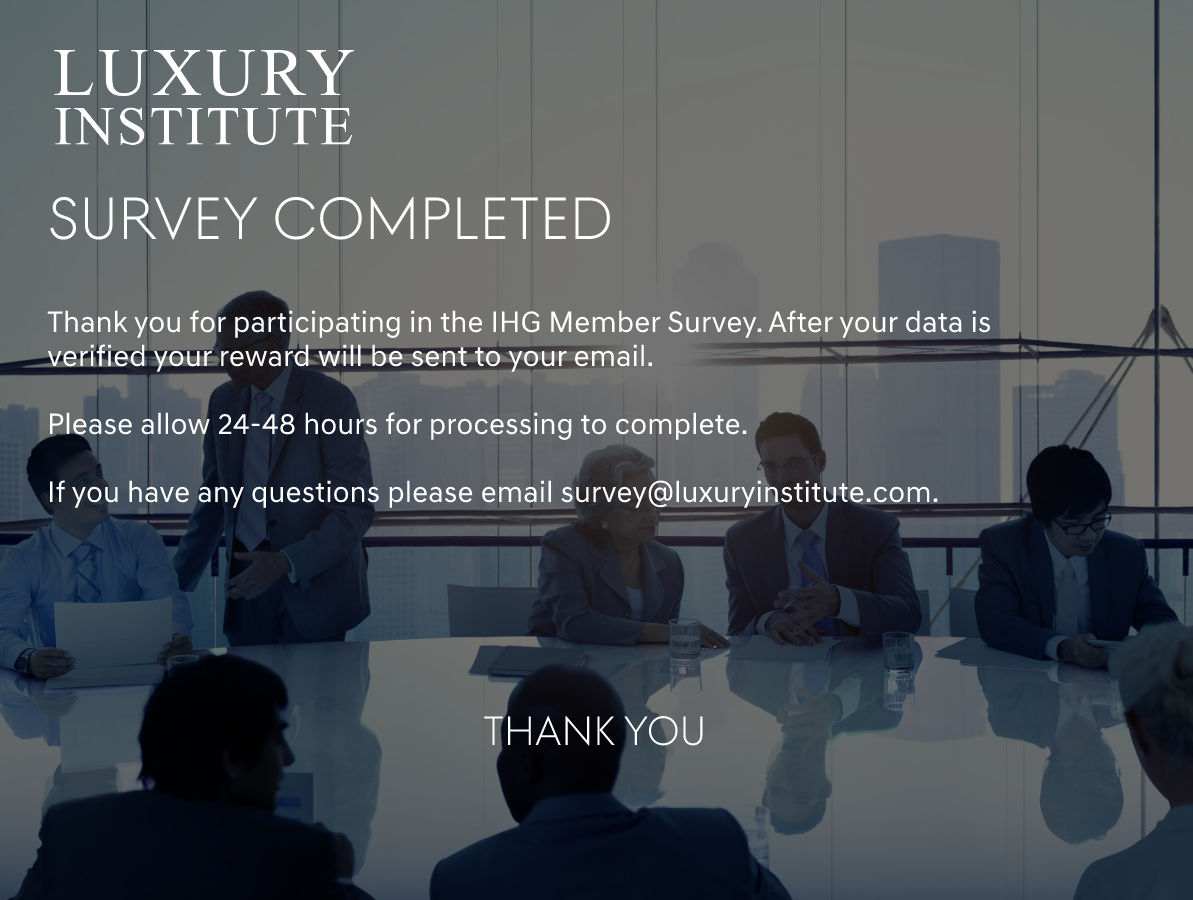 LUXURY
INSTITUTE
SURVEY COMPLETED
Thank you for participating in the IHG Member Survey. After your data is
verified your reward will be sent to your email.
Please allow 24-48 hours for processing to complete.
If you have any questions please email survey@luxuryinstitute.com.
THANK YOU